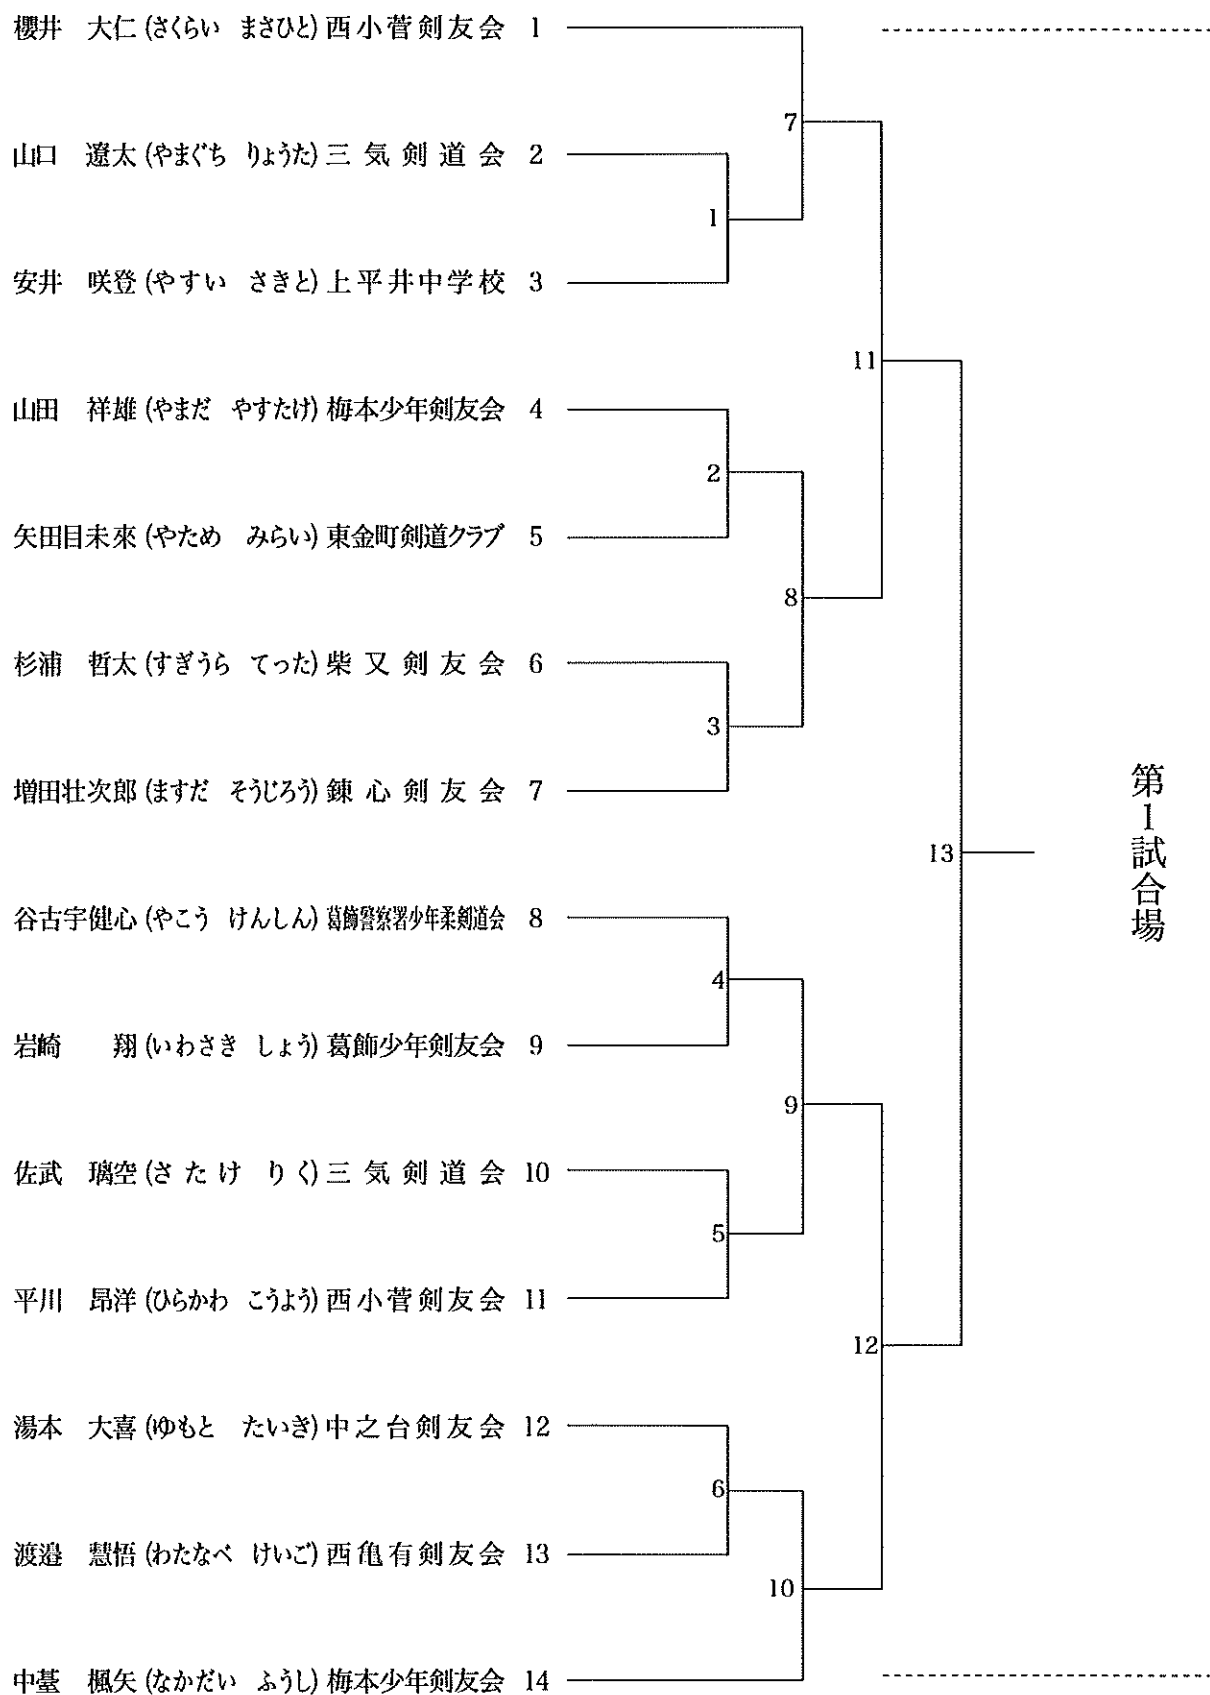 櫻井 大仁 (さくらい まさひと) 西小菅剣友会 1
7
山口 遼太 (やまぐち りょうた) 三気剣道会 2
1
安井 咲登 (やすい さきと) 上平井中学校 3
11
山田 祥雄 (やまだ やすたけ) 梅本少年剣友会 4
2
矢田目未來 (やため みらい) 東金町剣道クラブ 5
8
杉浦 哲太 (すぎうら てった) 柴又剣友会 6
3
増田壮次郎 (ますだ そうじろう) 錬心剣友会 7
第1試合場
13
谷古宇健心 (やこう けんしん) 葛飾警察署少年柔剣道会 8
4
岩崎 翔 (いわさき しょう) 葛飾少年剣友会 9
9
佐武 璃空 (さたけ りく) 三気剣道会 10
5
平川 昂洋 (ひらかわ こうよう) 西小菅剣友会 11
12
湯本 大喜 (ゆもと たいき) 中之台剣友会 12
6
渡邉 慧悟 (わたなべ けいご) 西亀有剣友会 13
10
中臺 楓矢 (なかだい ふうし) 梅本少年剣友会 14